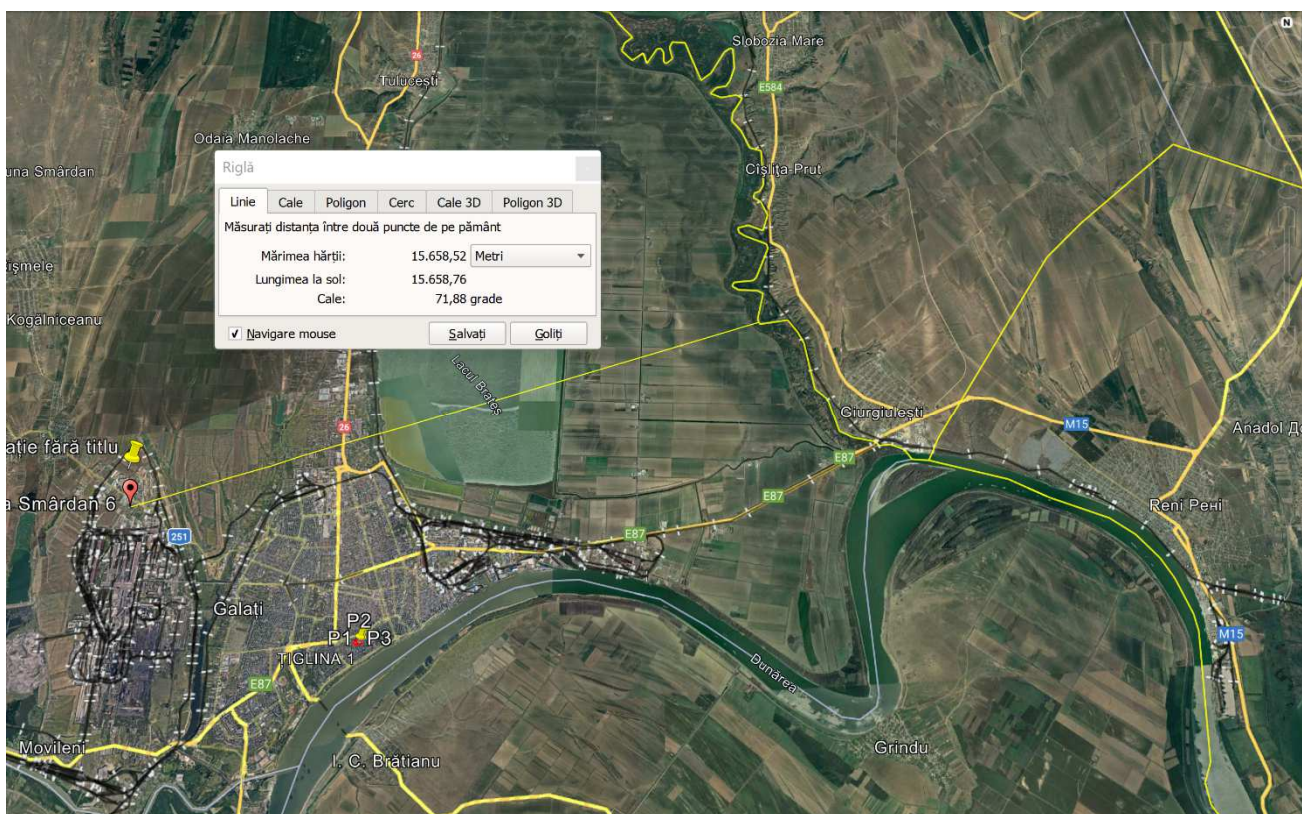 N
Slobozia Mare
26
Tulucești
E584
Odaia Manolache
una Smârdan
Cîșlița-Prut
Riglă
Linie Cale Poligon Cerc Cale 3D Poligon 3D
Măsurați distanța între două puncte de pe pământ
Mărimea hărții: 15.658,52 Metri
Lungimea la sol: 15.658,76
Cale: 71,88 grade
Navigare mouse Salvați Goliți
ișmele
Kogălniceanu
Lacul Brateș
Giurgiulești
26
M15
Anadol
ație fără titlu
E87
E87
a Smârdan 6
Reni Рені
251
E87
Galați
P2
P1 P3
M15
TIGLINA 1
Dunărea
E87
Movileni
I. C. Brătianu
Grindu